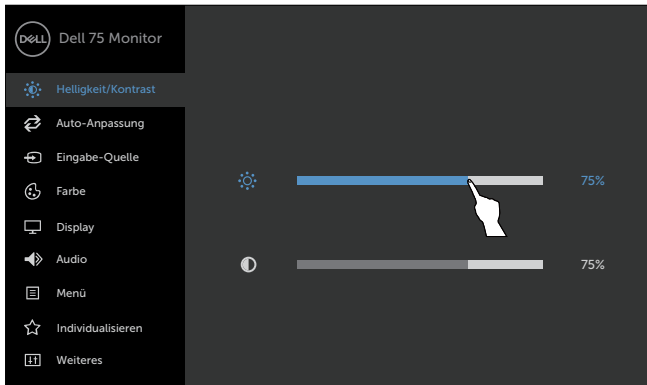 DELL
Dell 75 Monitor
Helligkeit/Kontrast
Auto-Anpassung
Eingabe-Quelle
Farbe
Display
Audio
Menü
Individualisieren
Weiteres
75%
75%